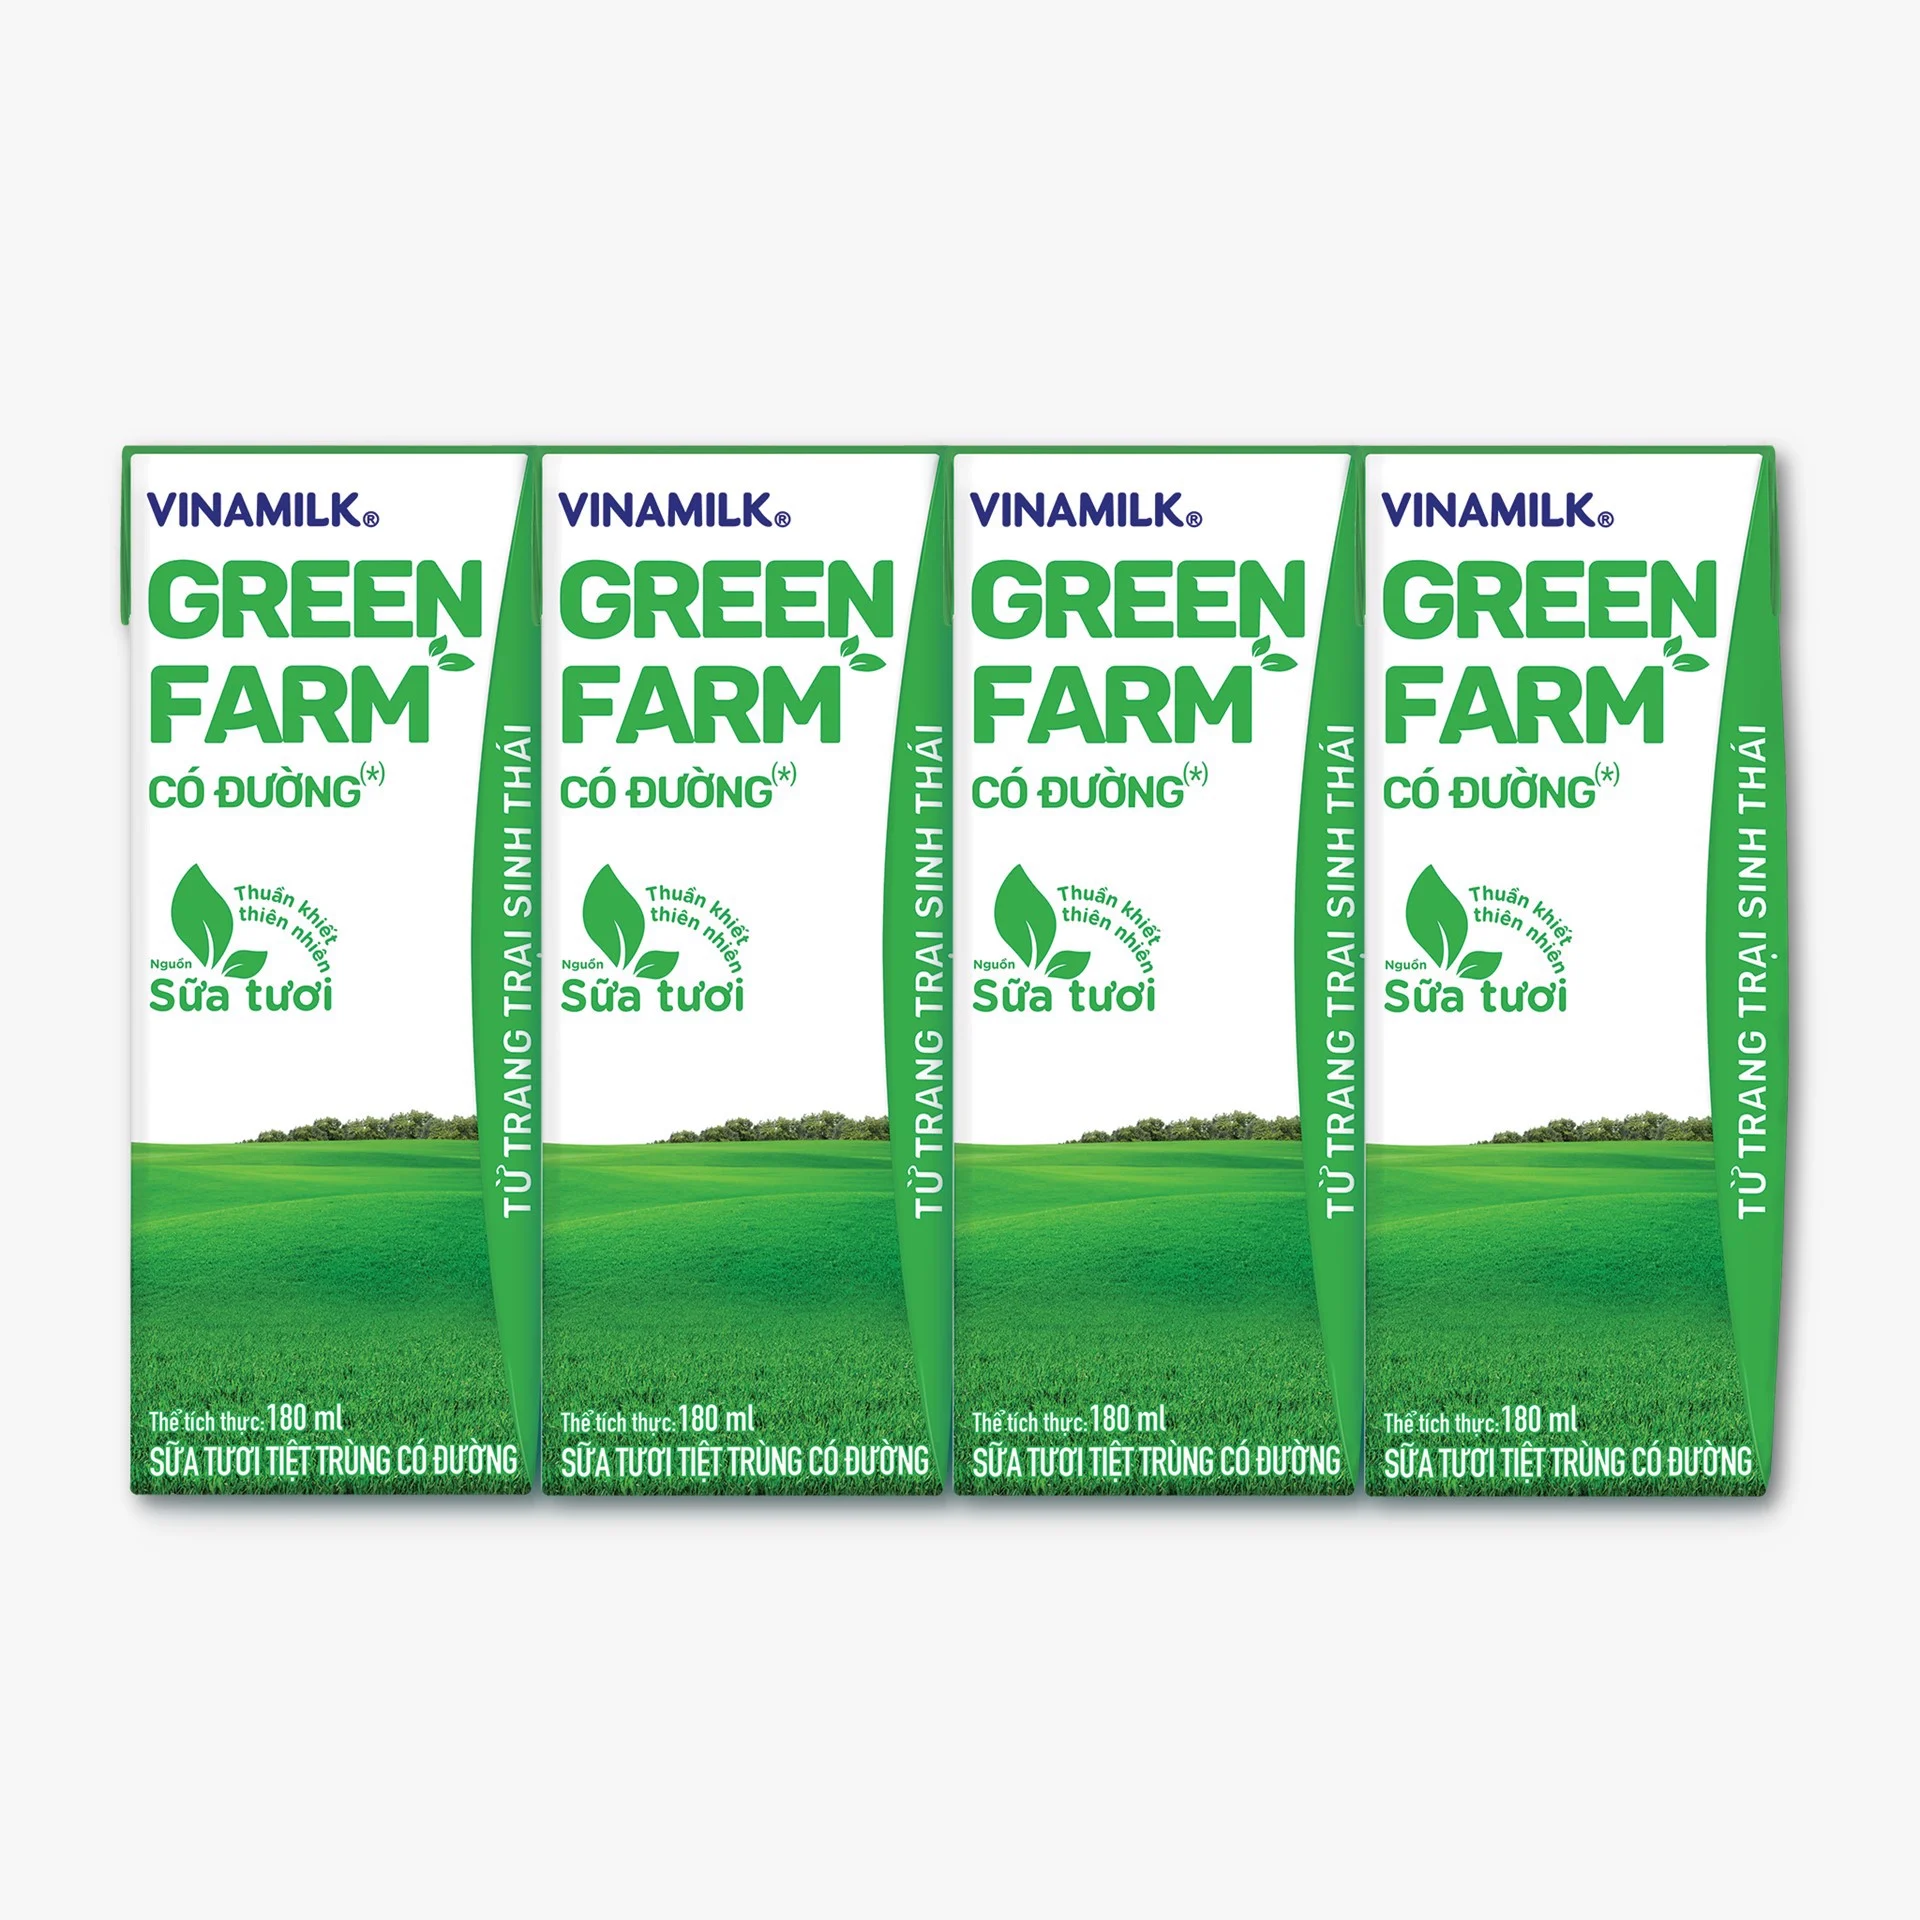 VINAMILK®
GREEN
FARM
CÓ ĐƯỜNG(*)
Thuần khiết
thiên nhiên
Nguồn
Sữa tươi
TỪ TRANG TRẠI SINH THÁI
Thể tích thực: 180 ml
SỮA TƯƠI TIỆT TRÙNG CÓ ĐƯỜNG
VINAMILK®
GREEN
FARM
CÓ ĐƯỜNG(*)
Thuần khiết
thiên nhiên
Nguồn
Sữa tươi
TỪ TRANG TRẠI SINH THÁI
Thể tích thực: 180 ml
SỮA TƯƠI TIỆT TRÙNG CÓ ĐƯỜNG
VINAMILK®
GREEN
FARM
CÓ ĐƯỜNG(*)
Thuần khiết
thiên nhiên
Nguồn
Sữa tươi
TỪ TRANG TRẠI SINH THÁI
Thể tích thực: 180 ml
SỮA TƯƠI TIỆT TRÙNG CÓ ĐƯỜNG
VINAMILK®
GREEN
FARM
CÓ ĐƯỜNG(*)
Thuần khiết
thiên nhiên
Nguồn
Sữa tươi
TỪ TRANG TRẠI SINH THÁI
Thể tích thực: 180 ml
SỮA TƯƠI TIỆT TRÙNG CÓ ĐƯỜNG